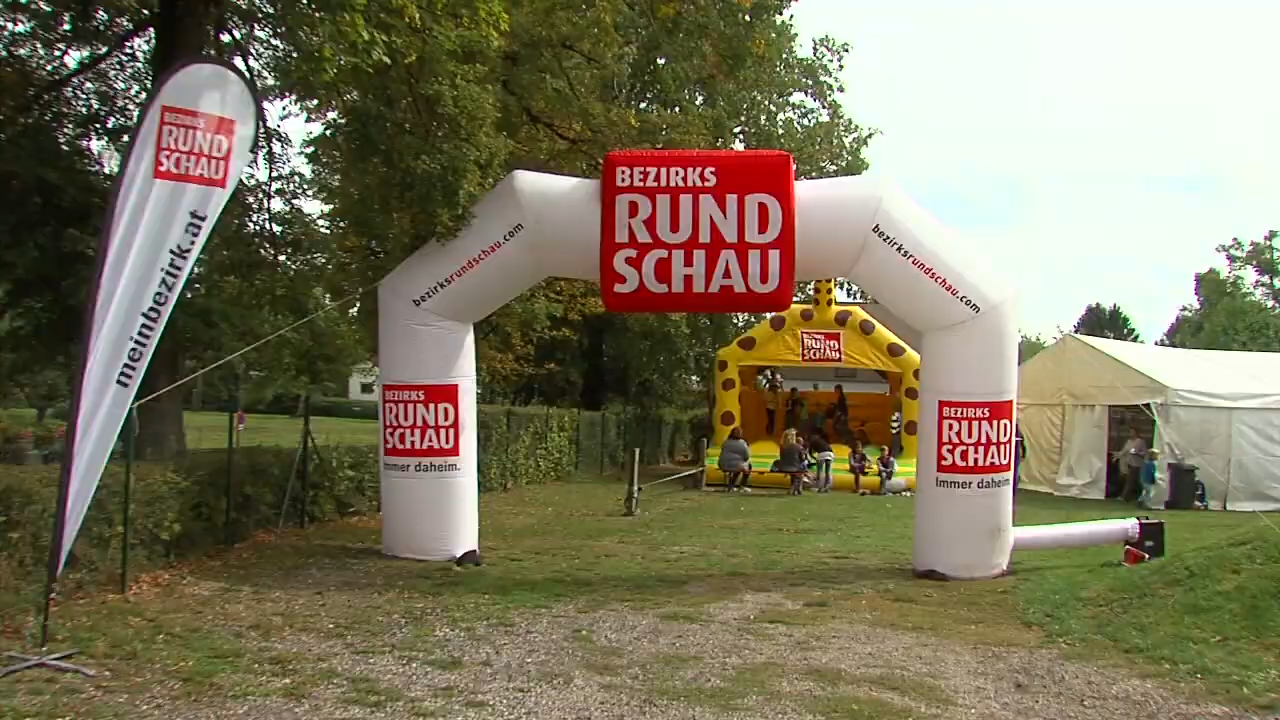 BEZIRKS
RUND
SCHAU
meinbezirk.at
BEZIRKS
RUND
SCHAU
bezirksrundschau.com
bezirksrundschau.com
BEZIRKS
RUND
SCHAU
Immer daheim.
BEZIRKS
RUND
SCHAU
BEZIRKS
RUND
SCHAU
Immer daheim